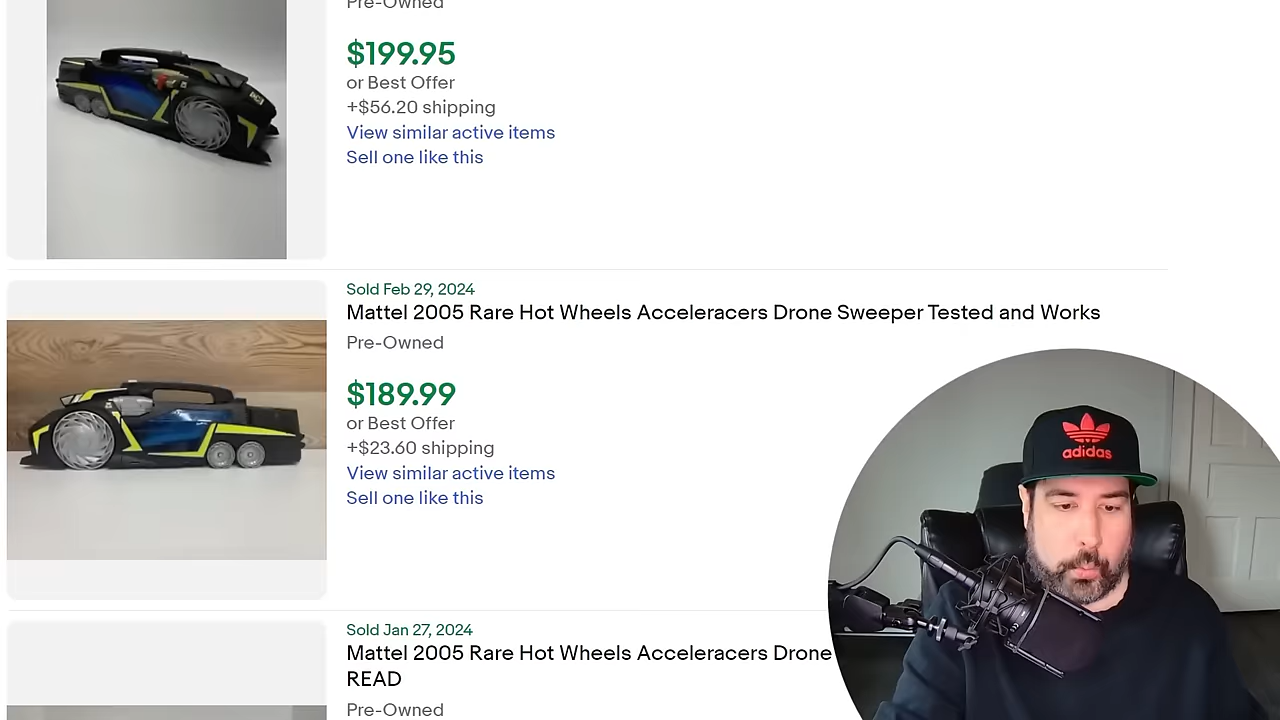 Pre-Owned
$199.95
or Best Offer
+$56.20 shipping
View similar active items
Sell one like this
Sold Feb 29, 2024
Mattel 2005 Rare Hot Wheels Acceleracers Drone Sweeper Tested and Works
Pre-Owned
$189.99
or Best Offer
+$23.60 shipping
View similar active items
Sell one like this
adidas
Sold Jan 27, 2024
Mattel 2005 Rare Hot Wheels Acceleracers Drone
READ
Pre-Owned